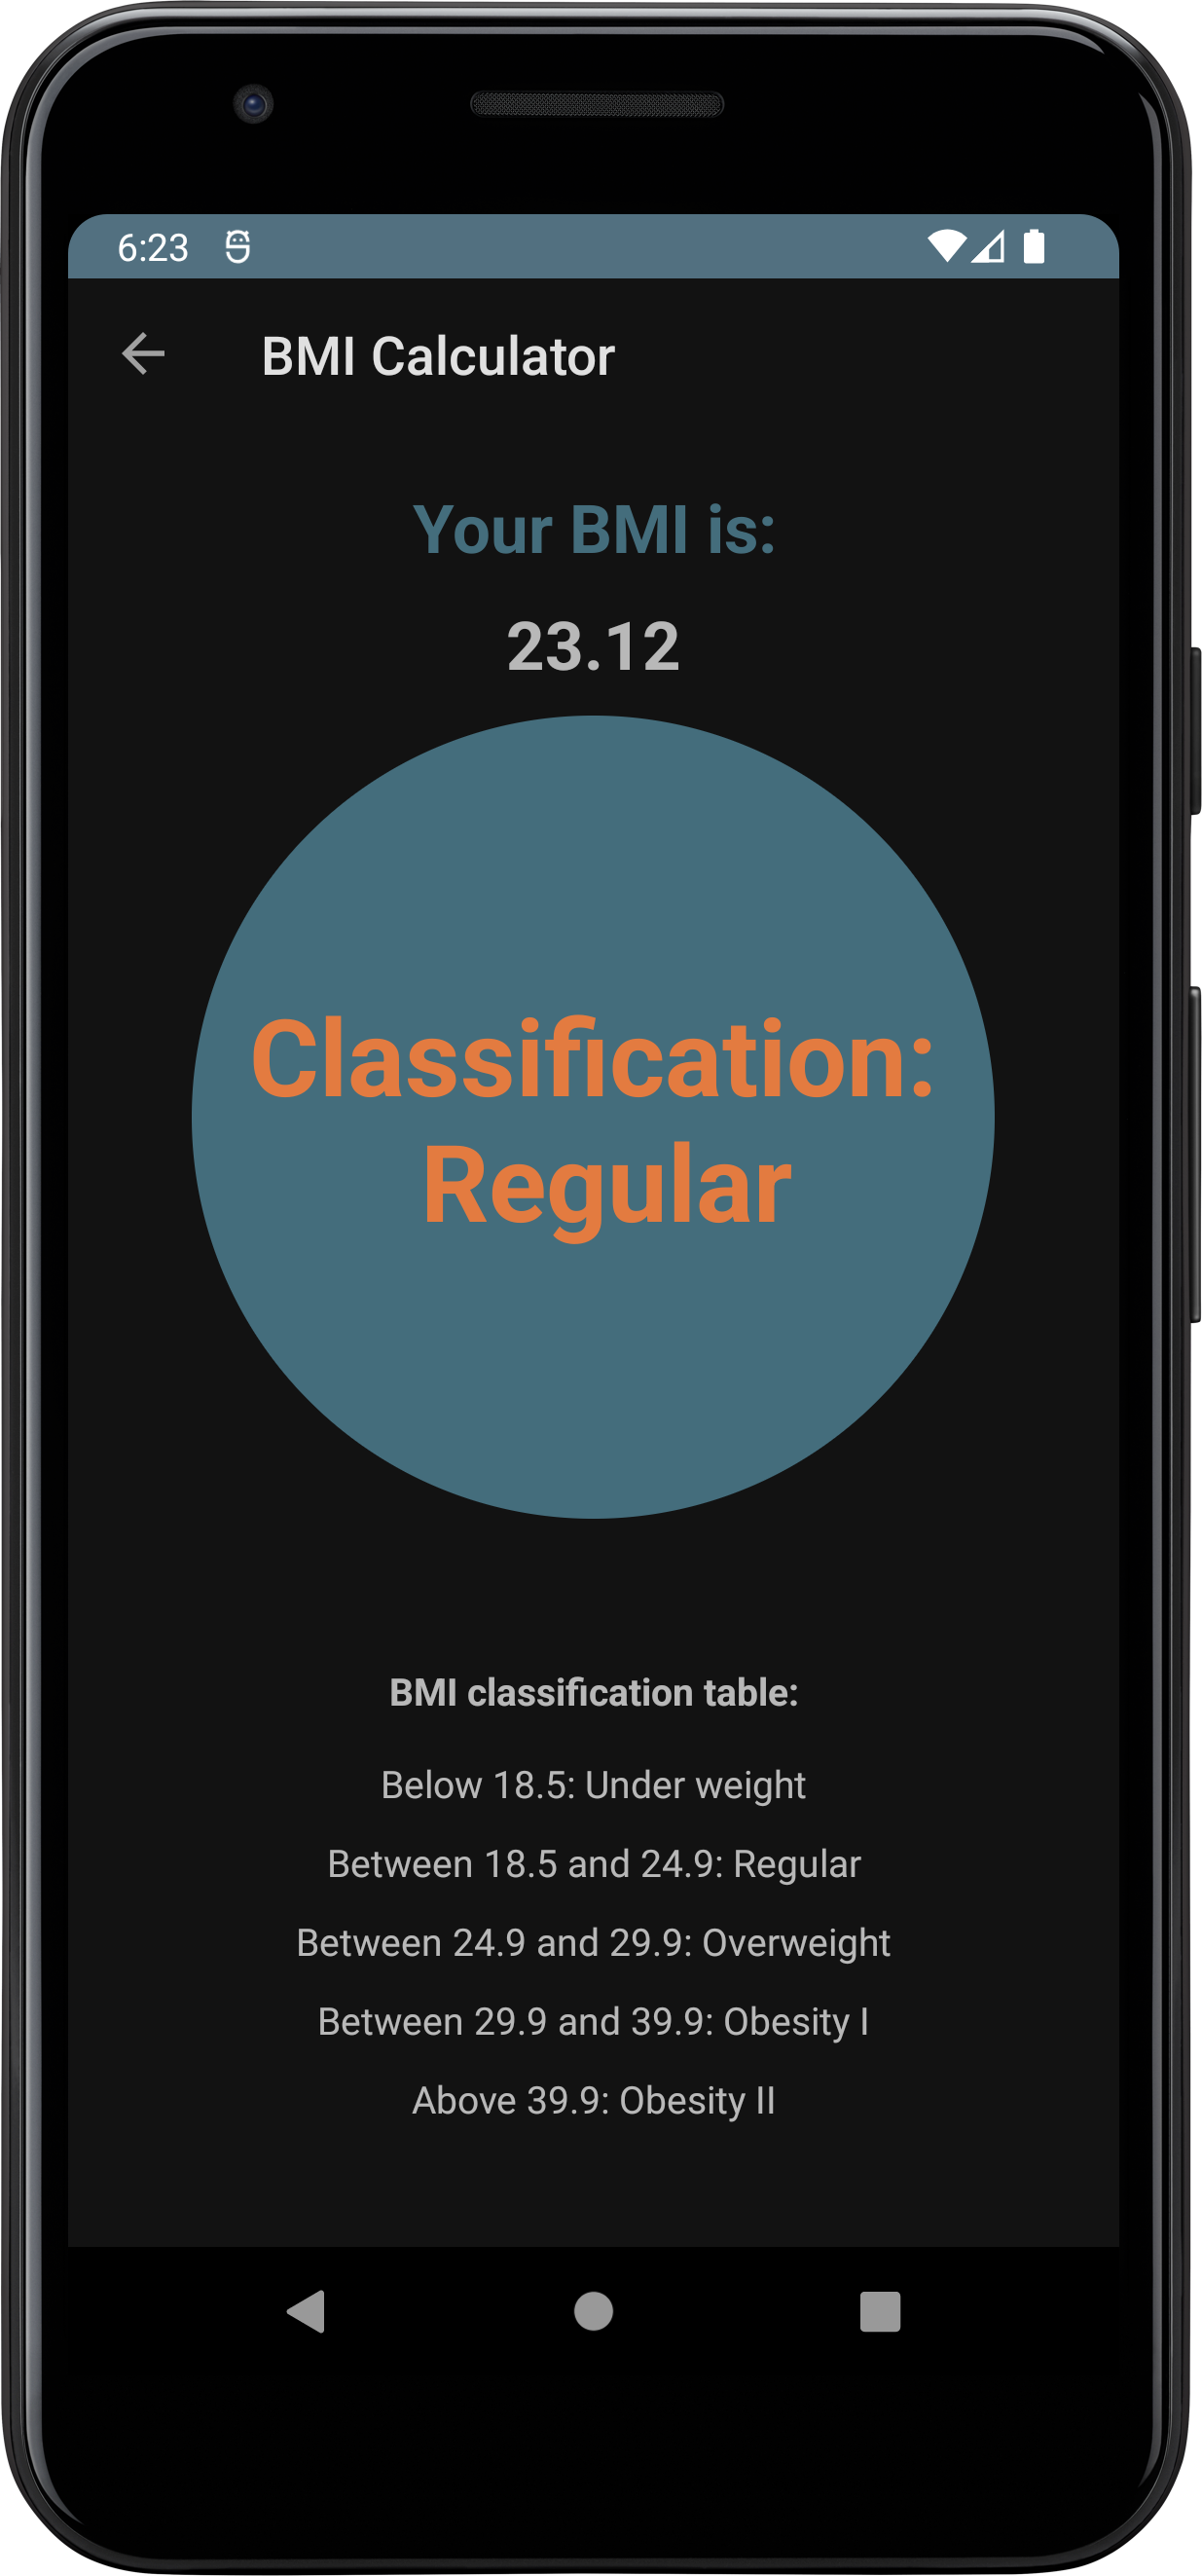 6:23
BMI Calculator
Your BMI is:
23.12
Classification:
Regular
BMI classification table:
Below 18.5: Under weight
Between 18.5 and 24.9: Regular
Between 24.9 and 29.9: Overweight
Between 29.9 and 39.9: Obesity I
Above 39.9: Obesity II